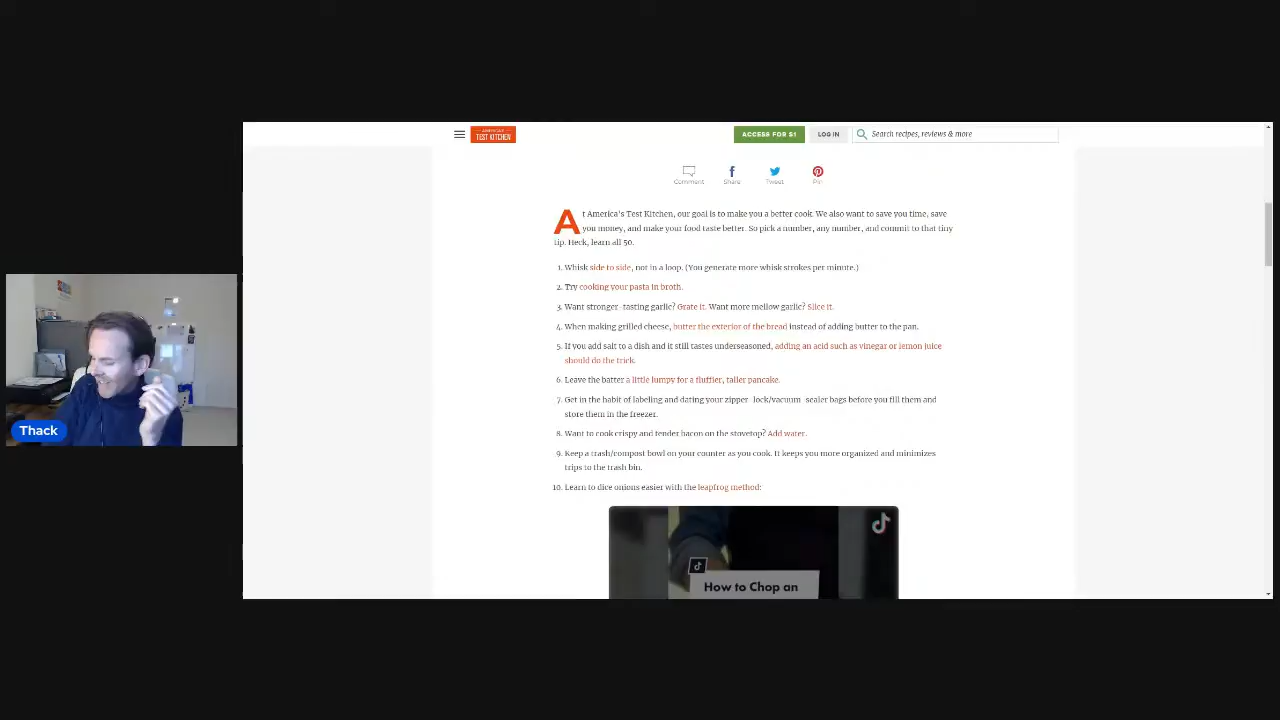 AMERICA'S
TEST KITCHEN
ACCESS FOR $1
LOG IN
Search recipes, reviews & more
Comment
Share
Tweet
Pin
At America's Test Kitchen, our goal is to make you a better cook. We also want to save you time, save
you money, and make your food taste better. So pick a number, any number, and commit to that tiny
tip. Heck, learn all 50.
1. Whisk side to side, not in a loop. (You generate more whisk strokes per minute.)
2. Try cooking your pasta in broth.
3. Want stronger-tasting garlic? Grate it. Want more mellow garlic? Slice it.
4. When making grilled cheese, butter the exterior of the bread instead of adding butter to the pan.
5. If you add salt to a dish and it still tastes underseasoned, adding an acid such as vinegar or lemon juice
should do the trick.
6. Leave the batter a little lumpy for a fluffier, taller pancake.
7. Get in the habit of labeling and dating your zipper-lock/vacuum-sealer bags before you fill them and
store them in the freezer.
8. Want to cook crispy and tender bacon on the stovetop? Add water.
9. Keep a trash/compost bowl on your counter as you cook. It keeps you more organized and minimizes
trips to the trash bin.
10. Learn to dice onions easier with the leapfrog method:
How to Chop an
Thack